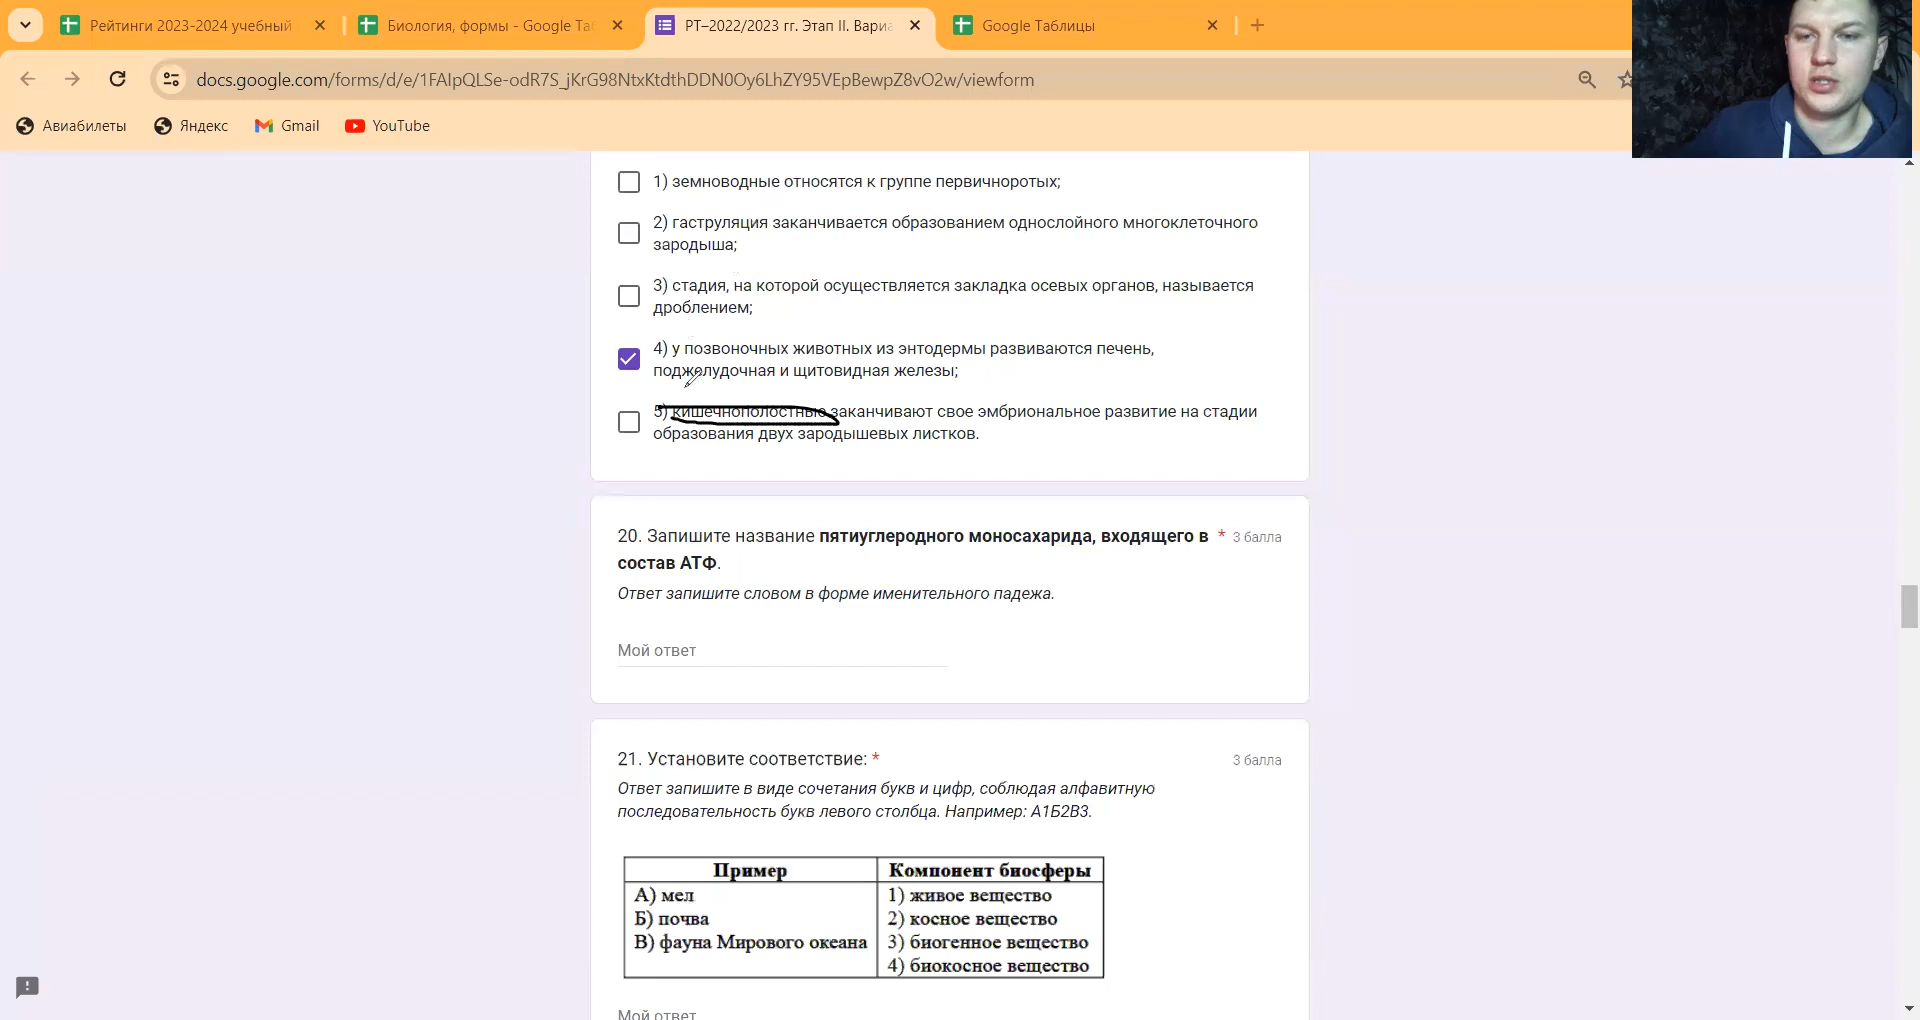 Рейтинги 2023-2024 учебный
Биология, формы - Google Таб
РТ–2022/2023 гг. Этап II. Вариа
Google Таблицы
docs.google.com/forms/d/e/1FAIpQLSe-odR7S_jKrG98NtxKtdthDDN0Oy6LhZY95VEpBewpZ8vO2w/viewform
Авиабилеты
Яндекс
Gmail
YouTube
1) земноводные относятся к группе первичноротых;
2) гаструляция заканчивается образованием однослойного многоклеточного
зародыша;
3) стадия, на которой осуществляется закладка осевых органов, называется
дроблением;
4) у позвоночных животных из энтодермы развиваются печень,
поджелудочная и щитовидная железы;
5) кишечнополостные заканчивают свое эмбриональное развитие на стадии
образования двух зародышевых листков.
20. Запишите название пятиуглеродного моносахарида, входящего в * 3 балла
состав АТФ.
Ответ запишите словом в форме именительного падежа.
Мой ответ
21. Установите соответствие: * 3 балла
Ответ запишите в виде сочетания букв и цифр, соблюдая алфавитную
последовательность букв левого столбца. Например: А1Б2В3.
Пример Компонент биосферы
А) мел 1) живое вещество
Б) почва 2) косное вещество
В) фауна Мирового океана 3) биогенное вещество
4) биокосное вещество
Мой ответ